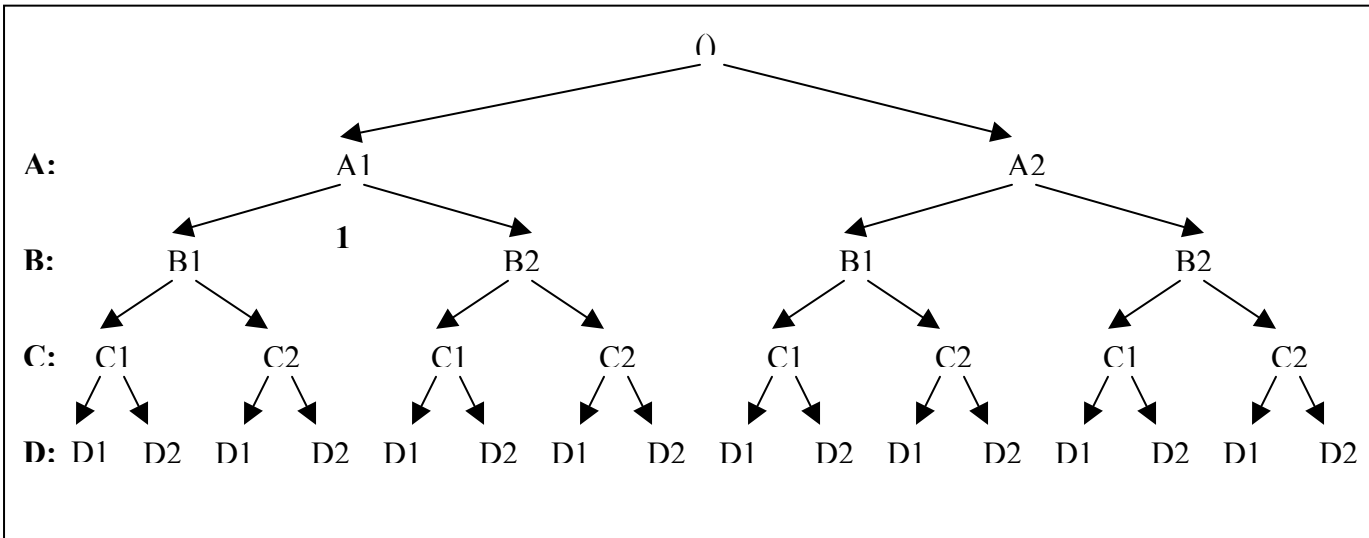 ()
A: A1 A2
1
B: B1 B2 B1 B2
C: C1 C2 C1 C2 C1 C2 C1 C2
D: D1 D2 D1 D2 D1 D2 D1 D2 D1 D2 D1 D2 D1 D2 D1 D2